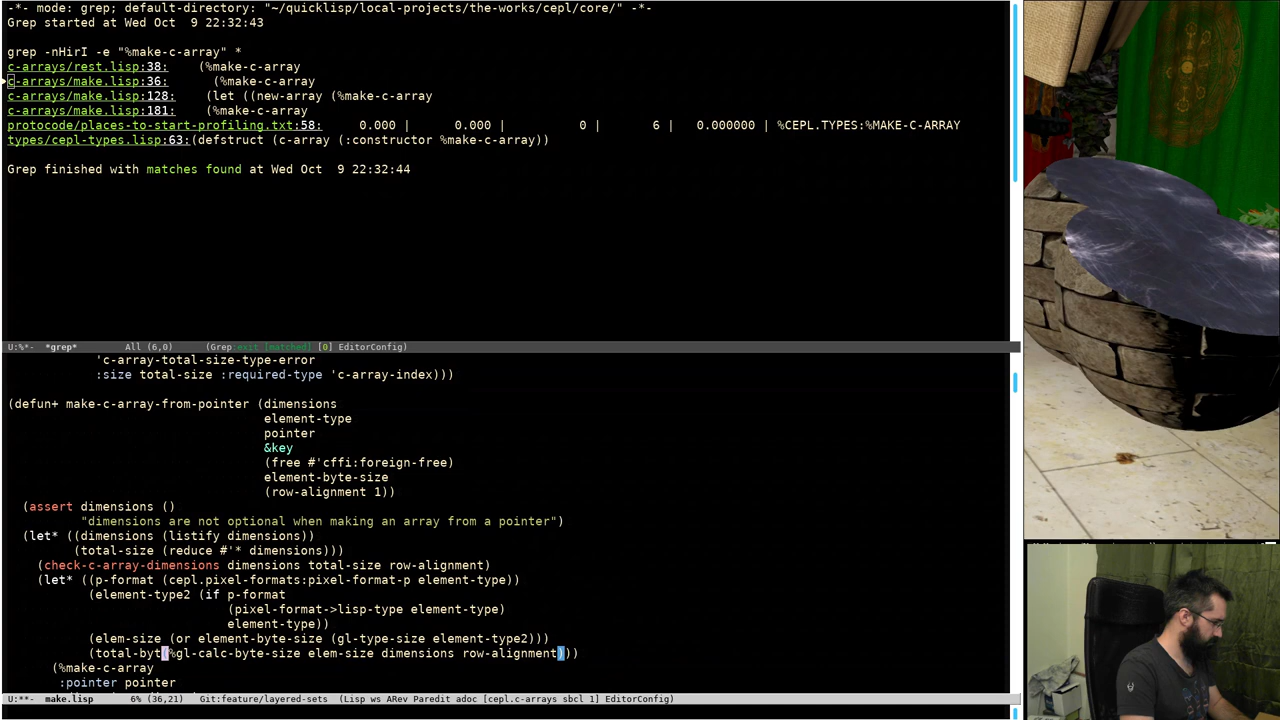 -*- mode: grep; default-directory: "~/quicklisp/local-projects/the-works/cepl/core/" -*-
Grep started at Wed Oct  9 22:32:43
grep -nHirI -e "%make-c-array" *
c-arrays/rest.lisp:38:    (%make-c-array
c-arrays/make.lisp:36:      (%make-c-array
c-arrays/make.lisp:128:    (let ((new-array (%make-c-array
c-arrays/make.lisp:181:    (%make-c-array
protocode/places-to-start-profiling.txt:58:     0.000 |      0.000 |            0 |        6 |   0.000000 | %CEPL.TYPES:%MAKE-C-ARRAY
types/cepl-types.lisp:63:(defstruct (c-array (:constructor %make-c-array))
Grep finished with matches found at Wed Oct  9 22:32:44
U:%*-  *grep*        All (6,0)     (Grep:exit [matched] [0] EditorConfig)
'c-array-total-size-type-error
:size total-size :required-type 'c-array-index)))
(defun+ make-c-array-from-pointer (dimensions
element-type
pointer
&key
(free #'cffi:foreign-free)
element-byte-size
(row-alignment 1))
(assert dimensions ()
"dimensions are not optional when making an array from a pointer")
(let* ((dimensions (listify dimensions))
(total-size (reduce #'* dimensions)))
(check-c-array-dimensions dimensions total-size row-alignment)
(let* ((p-format (cepl.pixel-formats:pixel-format-p element-type))
(element-type2 (if p-format
(pixel-format->lisp-type element-type)
element-type))
(elem-size (or element-byte-size (gl-type-size element-type2)))
(total-byt(%gl-calc-byte-size elem-size dimensions row-alignment)))
(%make-c-array
:pointer pointer
U:**-  make.lisp      6% (36,21)   Git:feature/layered-sets  (Lisp ws ARev Paredit adoc [cepl.c-arrays sbcl 1] EditorConfig)